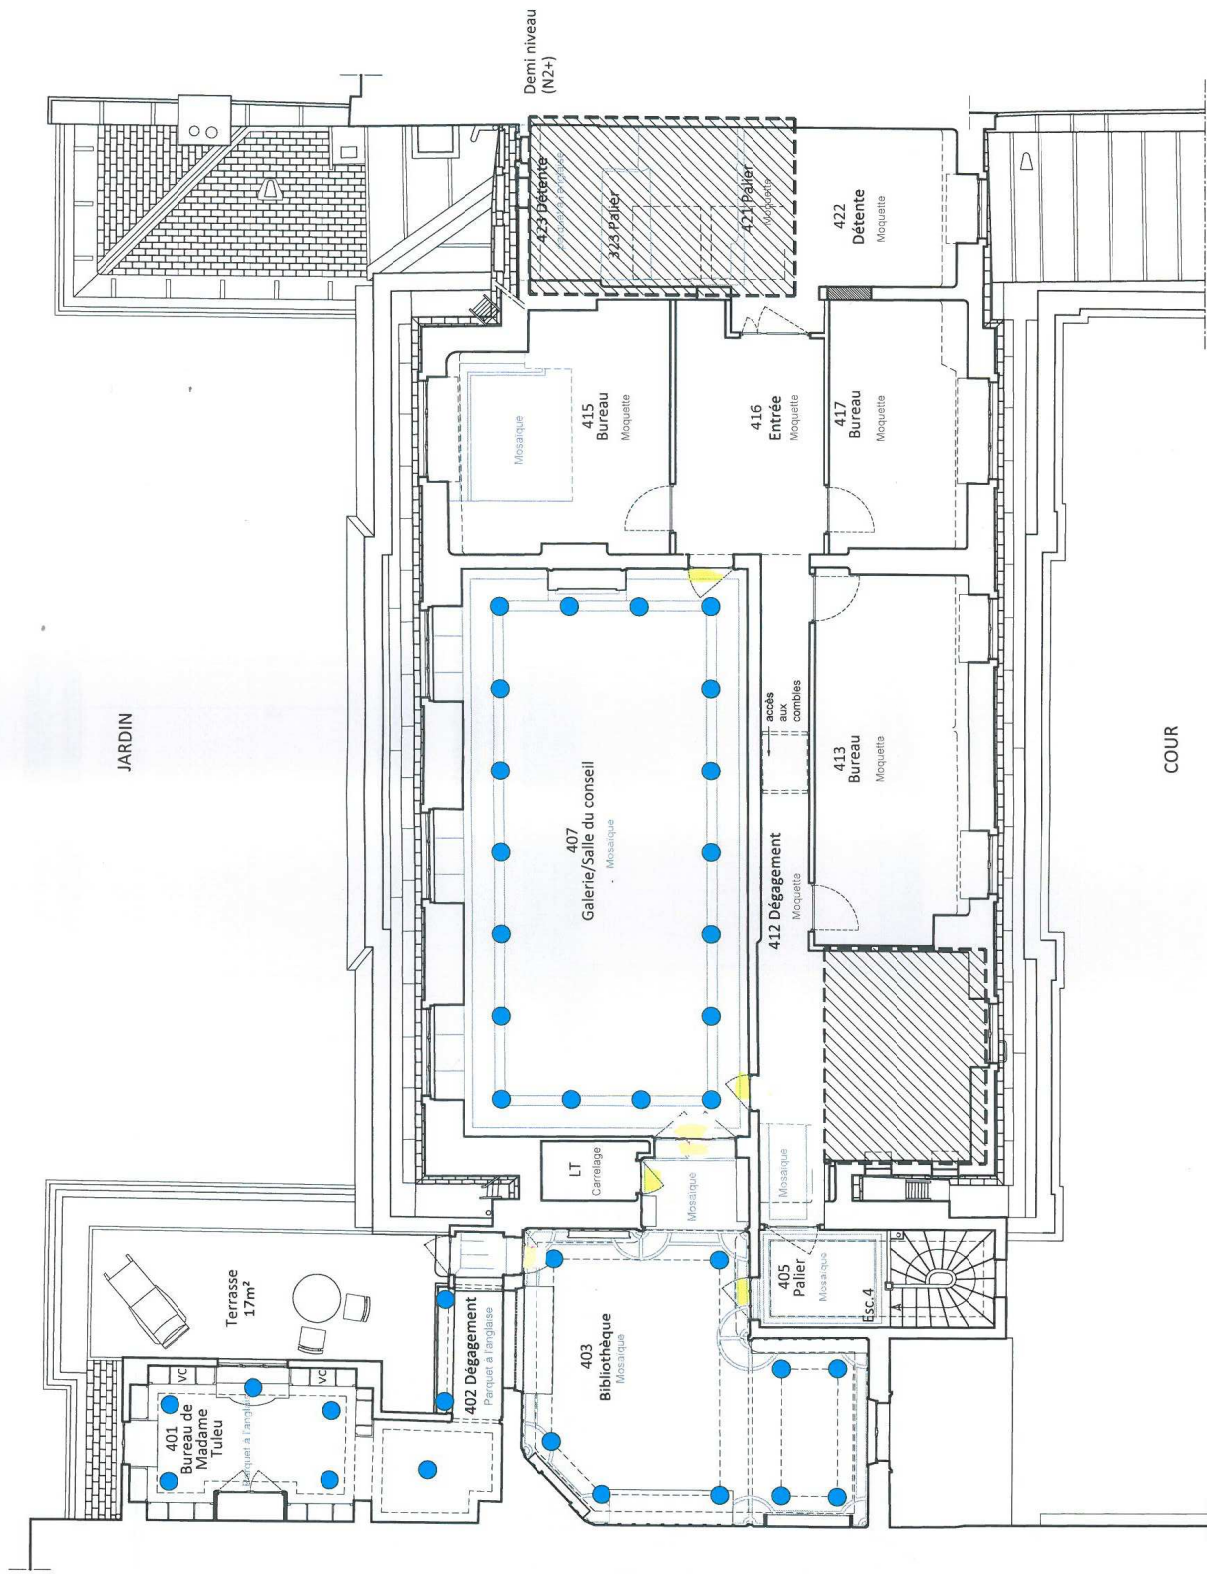 JARDIN
Demi niveau
(N2+)
423 Détente
323 Palier
421 Palier
Moquette
422
Détente
Moquette
Mosaïque
415
Bureau
Moquette
416
Entrée
Moquette
417
Bureau
Moquette
407
Galerie/Salle du conseil
Mosaïque
accès
aux
combles
412 Dégagement
Moquette
413
Bureau
Moquette
COUR
LT
Carrelage
Mosaïque
Mosaïque
Terrasse
17m²
VC
VC
401
Bureau de
Madame
Tuleu
Parquet à l'anglais
402 Dégagement
Parquet à l'anglaise
403
Bibliothèque
Mosaïque
405
Palier
Mosaïque
Esc.4
A